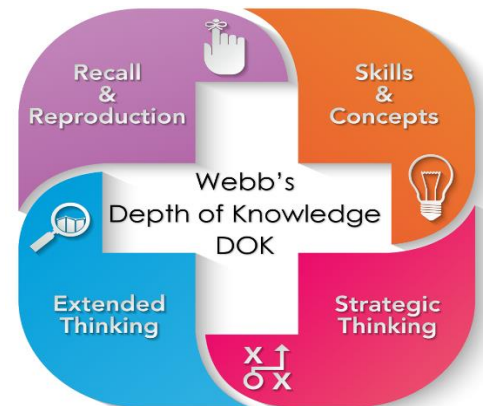 Recall
&
Reproduction
Skills
&
Concepts
Webb's
Depth of Knowledge
DOK
Extended
Thinking
Strategic
Thinking
X
O X